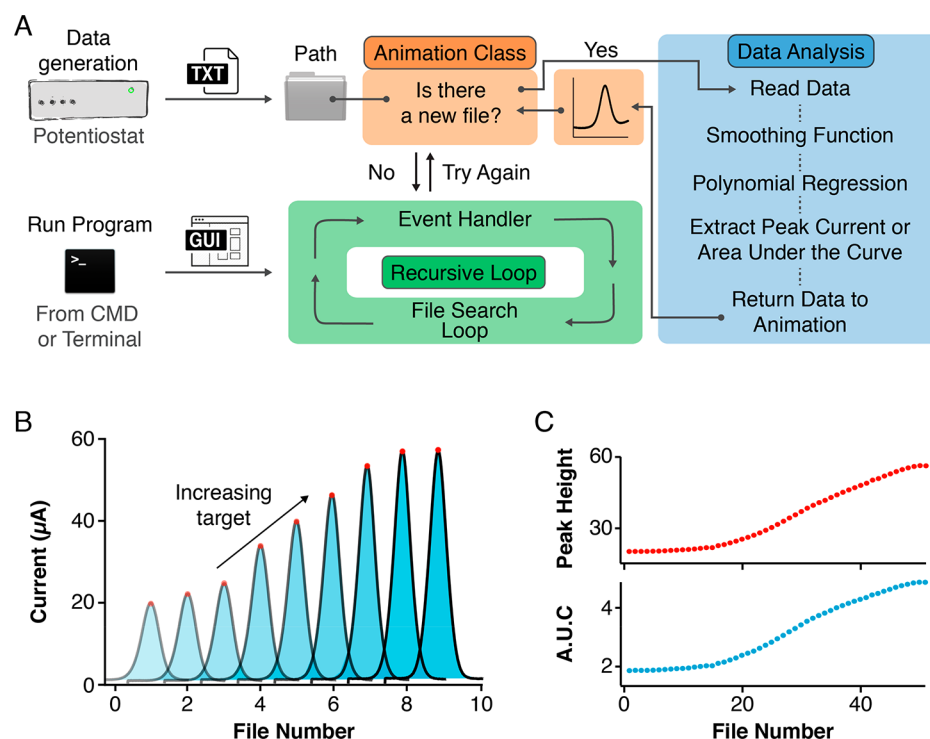 A
Data
generation
TXT
Potentiostat
Path
Animation Class
Is there
a new file?
Yes
Data Analysis
Read Data
Smoothing Function
Polynomial Regression
Extract Peak Current or
Area Under the Curve
Return Data to
Animation
No
Try Again
Run Program
>_
GUI
From CMD
or Terminal
Event Handler
Recursive Loop
File Search
Loop
B
60
40
20
0
Current (µA)
Increasing
target
0 2 4 6 8 10
File Number
C
60
30
Peak Height
4
2
A.U.C
0 20 40
File Number